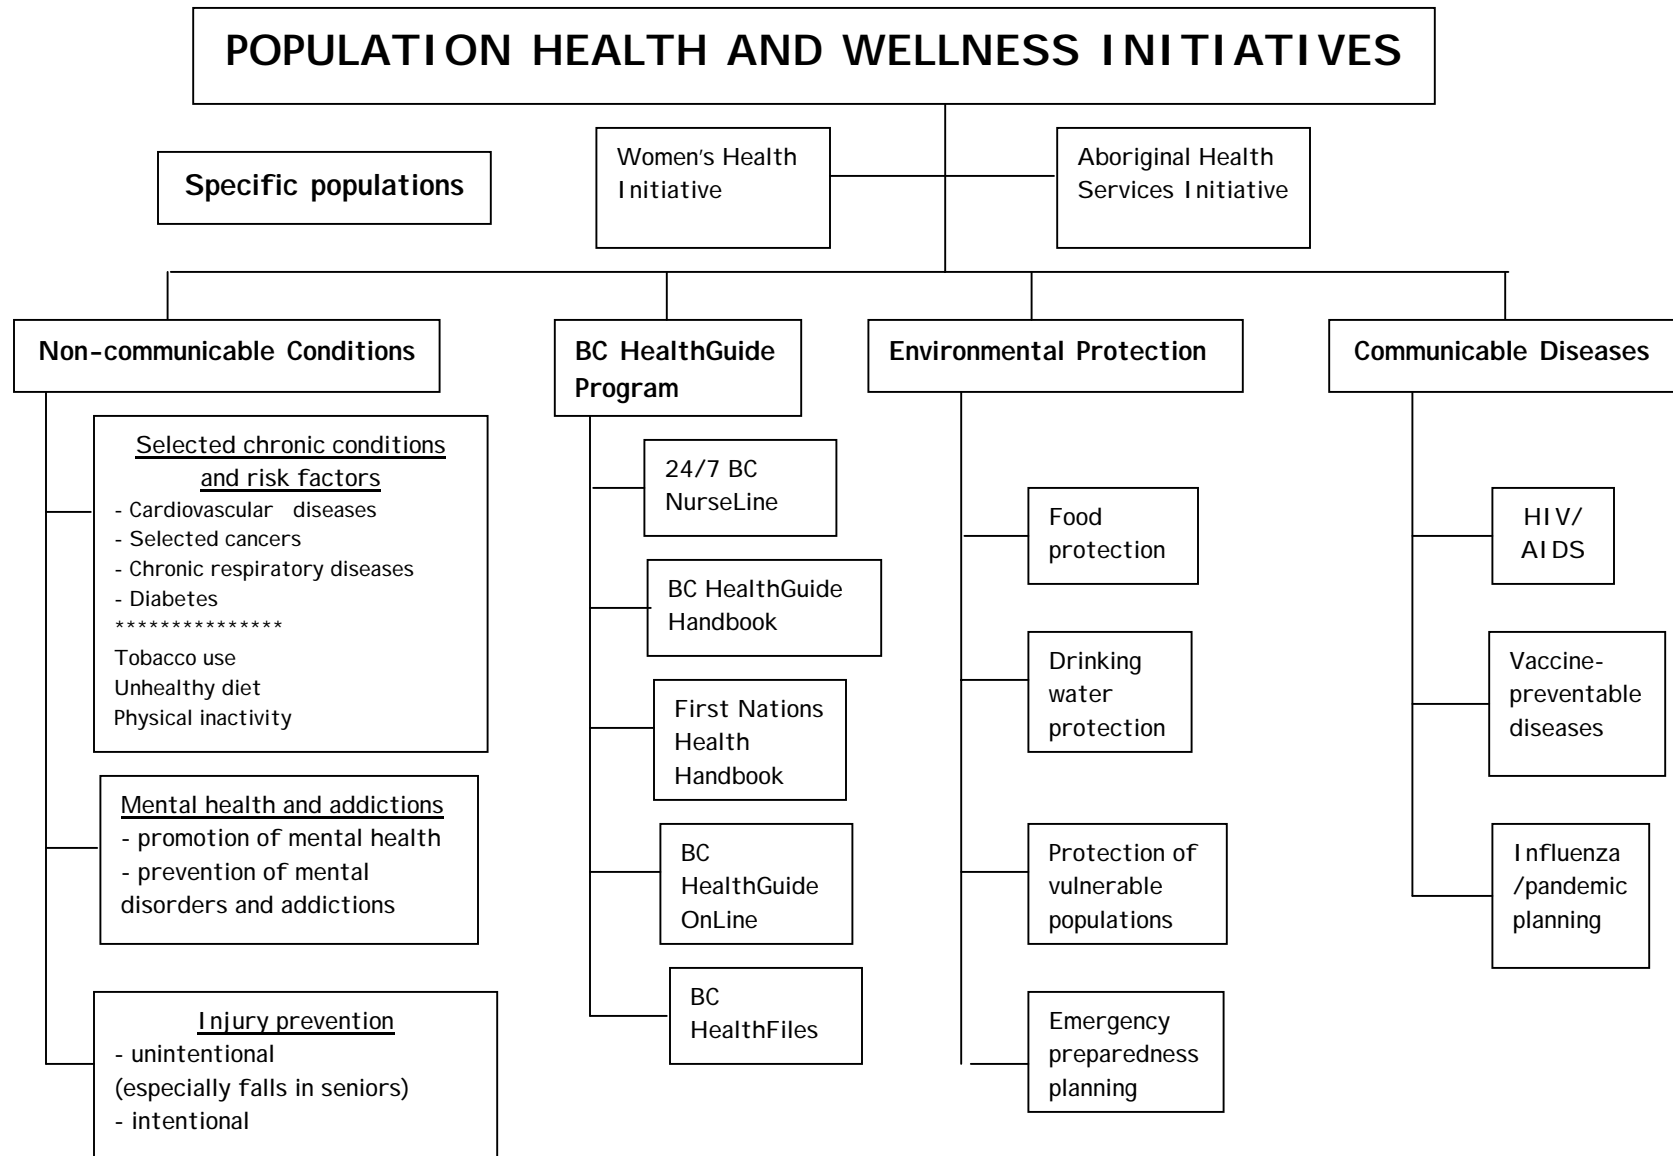 POPULATION HEALTH AND WELLNESS INITIATIVES
Specific populations
Women's Health
Initiative
Aboriginal Health
Services Initiative
Non-communicable Conditions
Selected chronic conditions
and risk factors
- Cardiovascular diseases
- Selected cancers
- Chronic respiratory diseases
- Diabetes
***************
Tobacco use
Unhealthy diet
Physical inactivity
Mental health and addictions
- promotion of mental health
- prevention of mental
disorders and addictions
Injury prevention
- unintentional
(especially falls in seniors)
- intentional
BC HealthGuide
Program
24/7 BC
NurseLine
BC HealthGuide
Handbook
First Nations
Health
Handbook
BC
HealthGuide
OnLine
BC
HealthFiles
Environmental Protection
Food
protection
Drinking
water
protection
Protection of
vulnerable
populations
Emergency
preparedness
planning
Communicable Diseases
HIV/
AIDS
Vaccine-
preventable
diseases
Influenza
/pandemic
planning